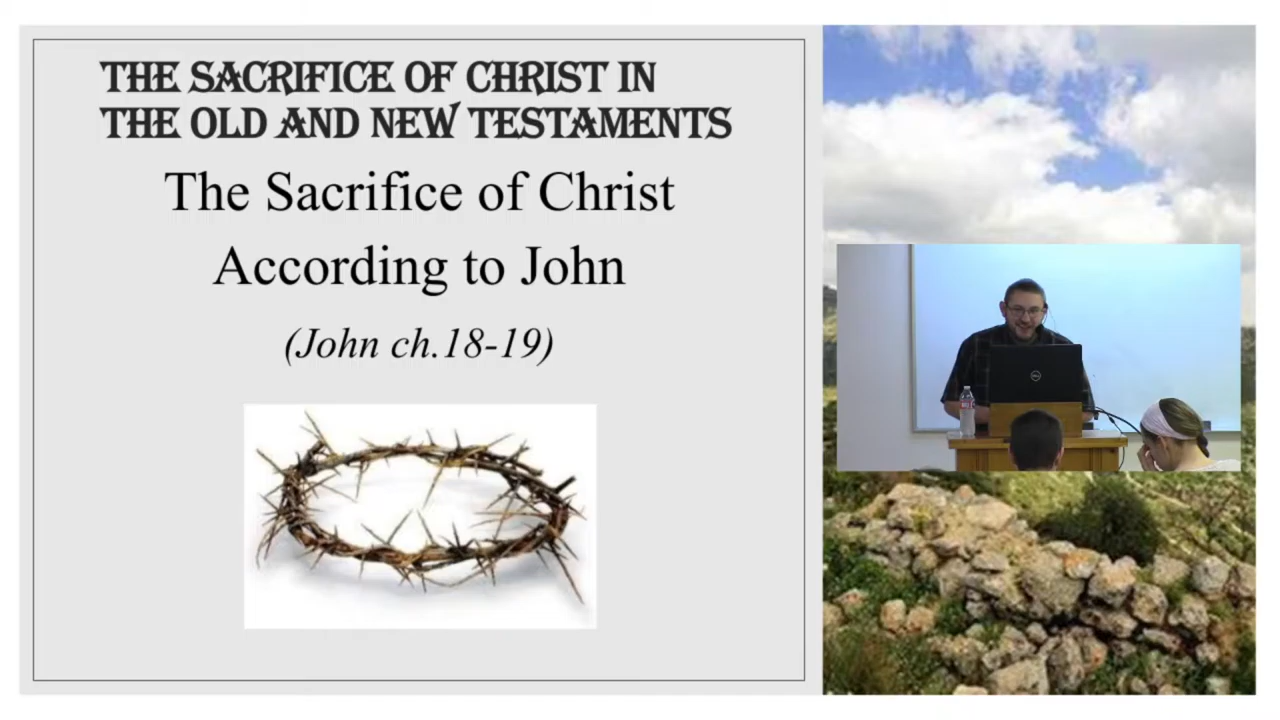 THE SACRIFICE OF CHRIST IN
THE OLD AND NEW TESTAMENTS
The Sacrifice of Christ
According to John
(John ch.18-19)
DELL